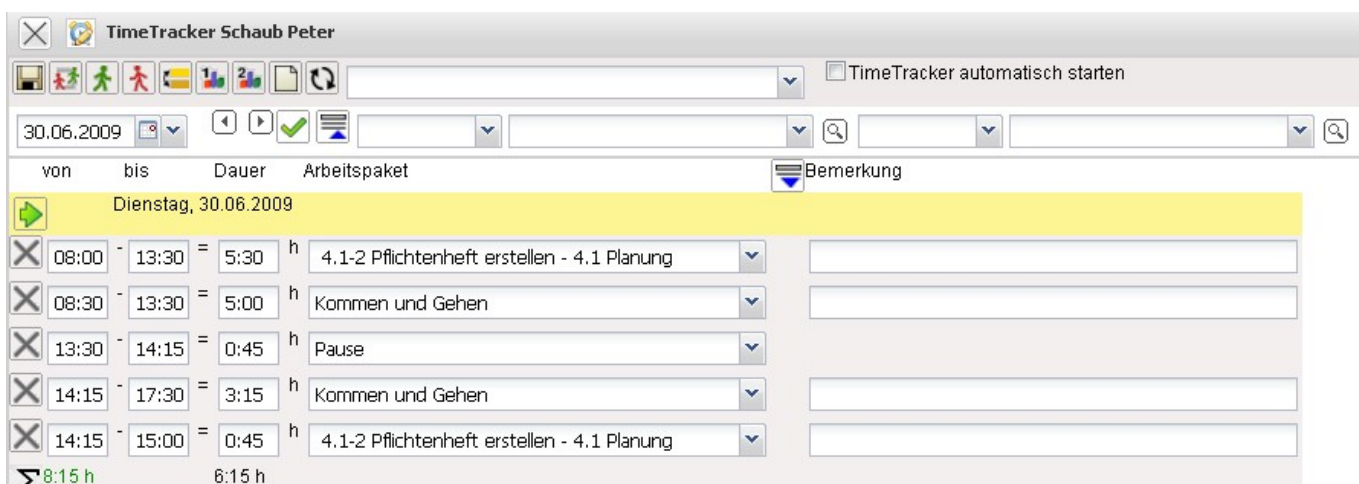 TimeTracker Schaub Peter
TimeTracker automatisch starten
30.06.2009
von bis Dauer Arbeitspaket Bemerkung
Dienstag, 30.06.2009
08:00 - 13:30 = 5:30 h 4.1-2 Pflichtenheft erstellen - 4.1 Planung
08:30 - 13:30 = 5:00 h Kommen und Gehen
13:30 - 14:15 = 0:45 h Pause
14:15 - 17:30 = 3:15 h Kommen und Gehen
14:15 - 15:00 = 0:45 h 4.1-2 Pflichtenheft erstellen - 4.1 Planung
Σ 8:15 h 6:15 h